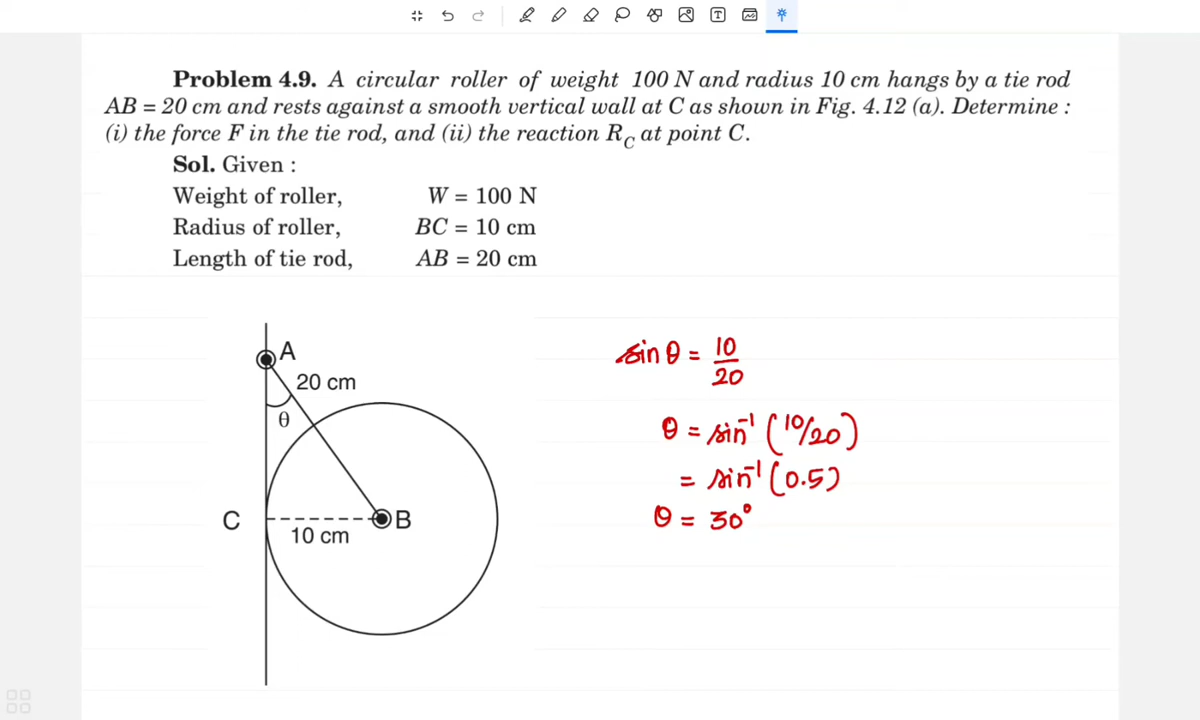 Problem 4.9. A circular roller of weight 100 N and radius 10 cm hangs by a tie rod
AB = 20 cm and rests against a smooth vertical wall at C as shown in Fig. 4.12 (a). Determine :
(i) the force F in the tie rod, and (ii) the reaction R_C at point C.
Sol. Given :
Weight of roller, W = 100 N
Radius of roller, BC = 10 cm
Length of tie rod, AB = 20 cm
A
20 cm
θ
C
B
10 cm
sin θ = 10/20
θ = sin⁻¹ (10/20)
= sin⁻¹ (0.5)
θ = 30°